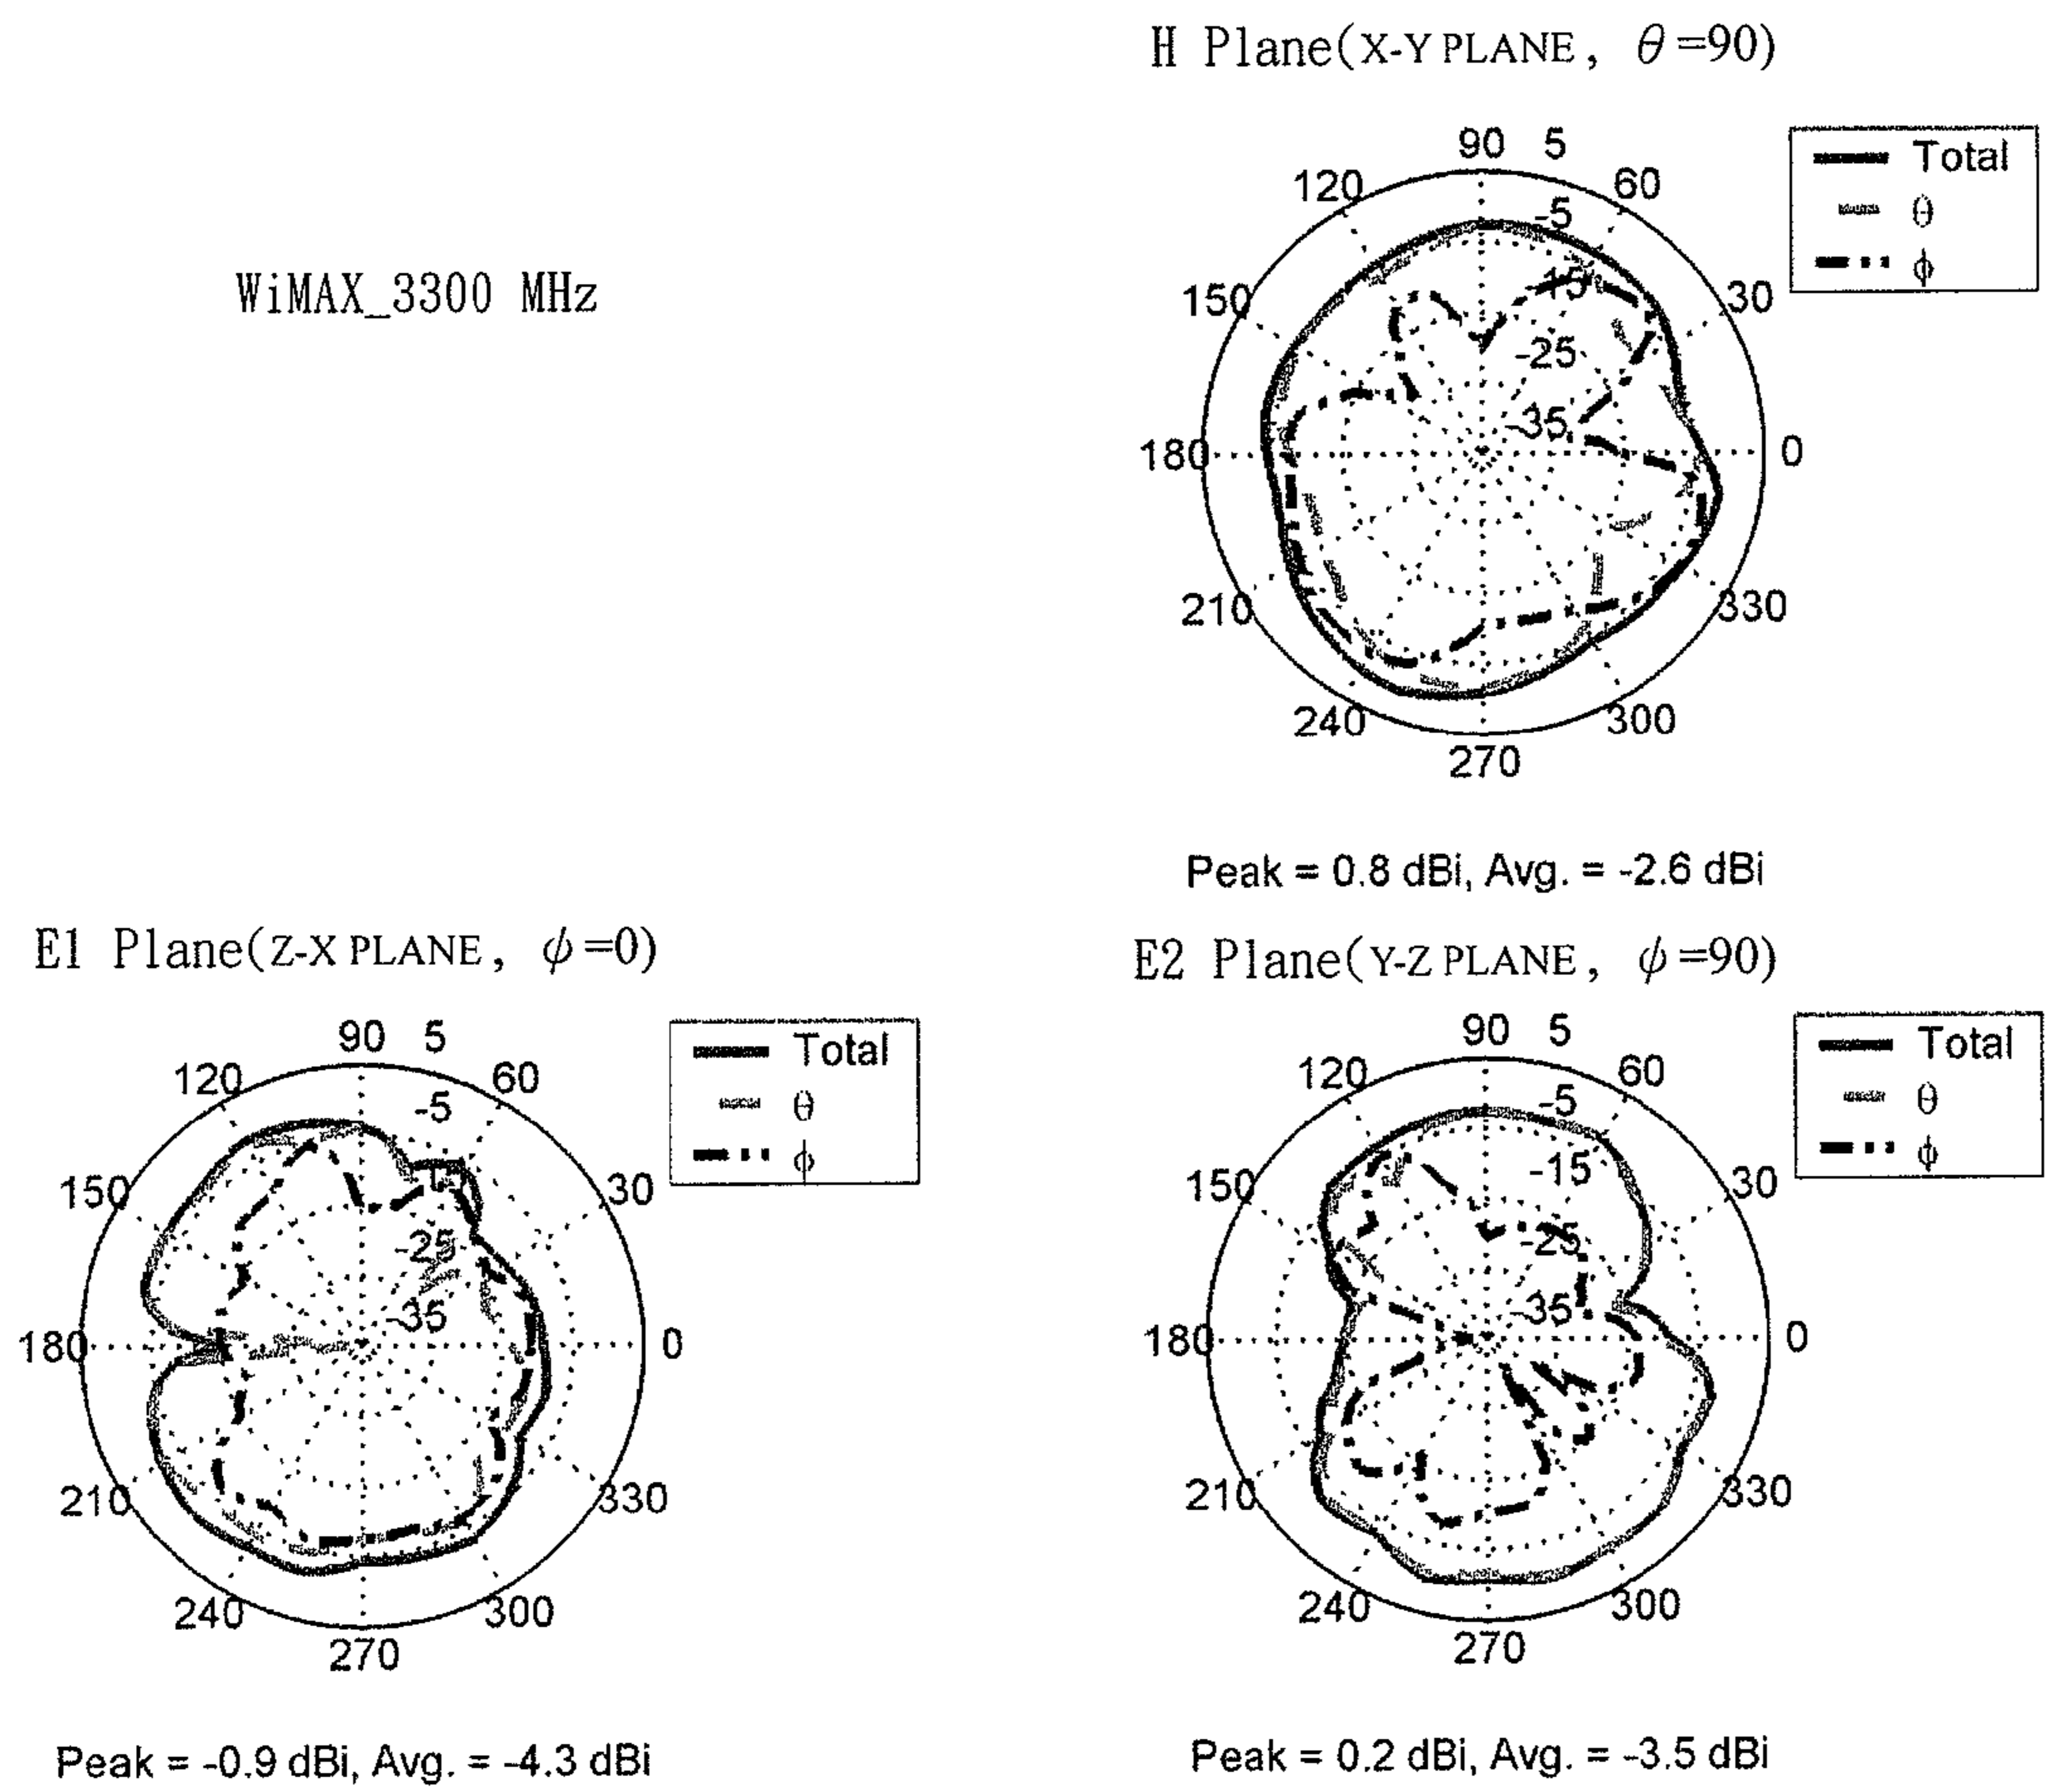 H Plane(X-Y PLANE, θ=90)
90 5
120 60
-5
Total
θ
ϕ
WiMAX_3300 MHz
-15
150 30
-25
-35
180 0
210 330
240 300
270
Peak = 0.8 dBi, Avg. = -2.6 dBi
E1 Plane(Z-X PLANE, ϕ=0)
90 5
120 60
-5
Total
θ
ϕ
150 30
-25
-35
180 0
210 330
240 300
270
Peak = -0.9 dBi, Avg. = -4.3 dBi
E2 Plane(Y-Z PLANE, ϕ=90)
90 5
120 60
-5
Total
θ
ϕ
-15
150 30
-25
-35
180 0
210 330
240 300
270
Peak = 0.2 dBi, Avg. = -3.5 dBi